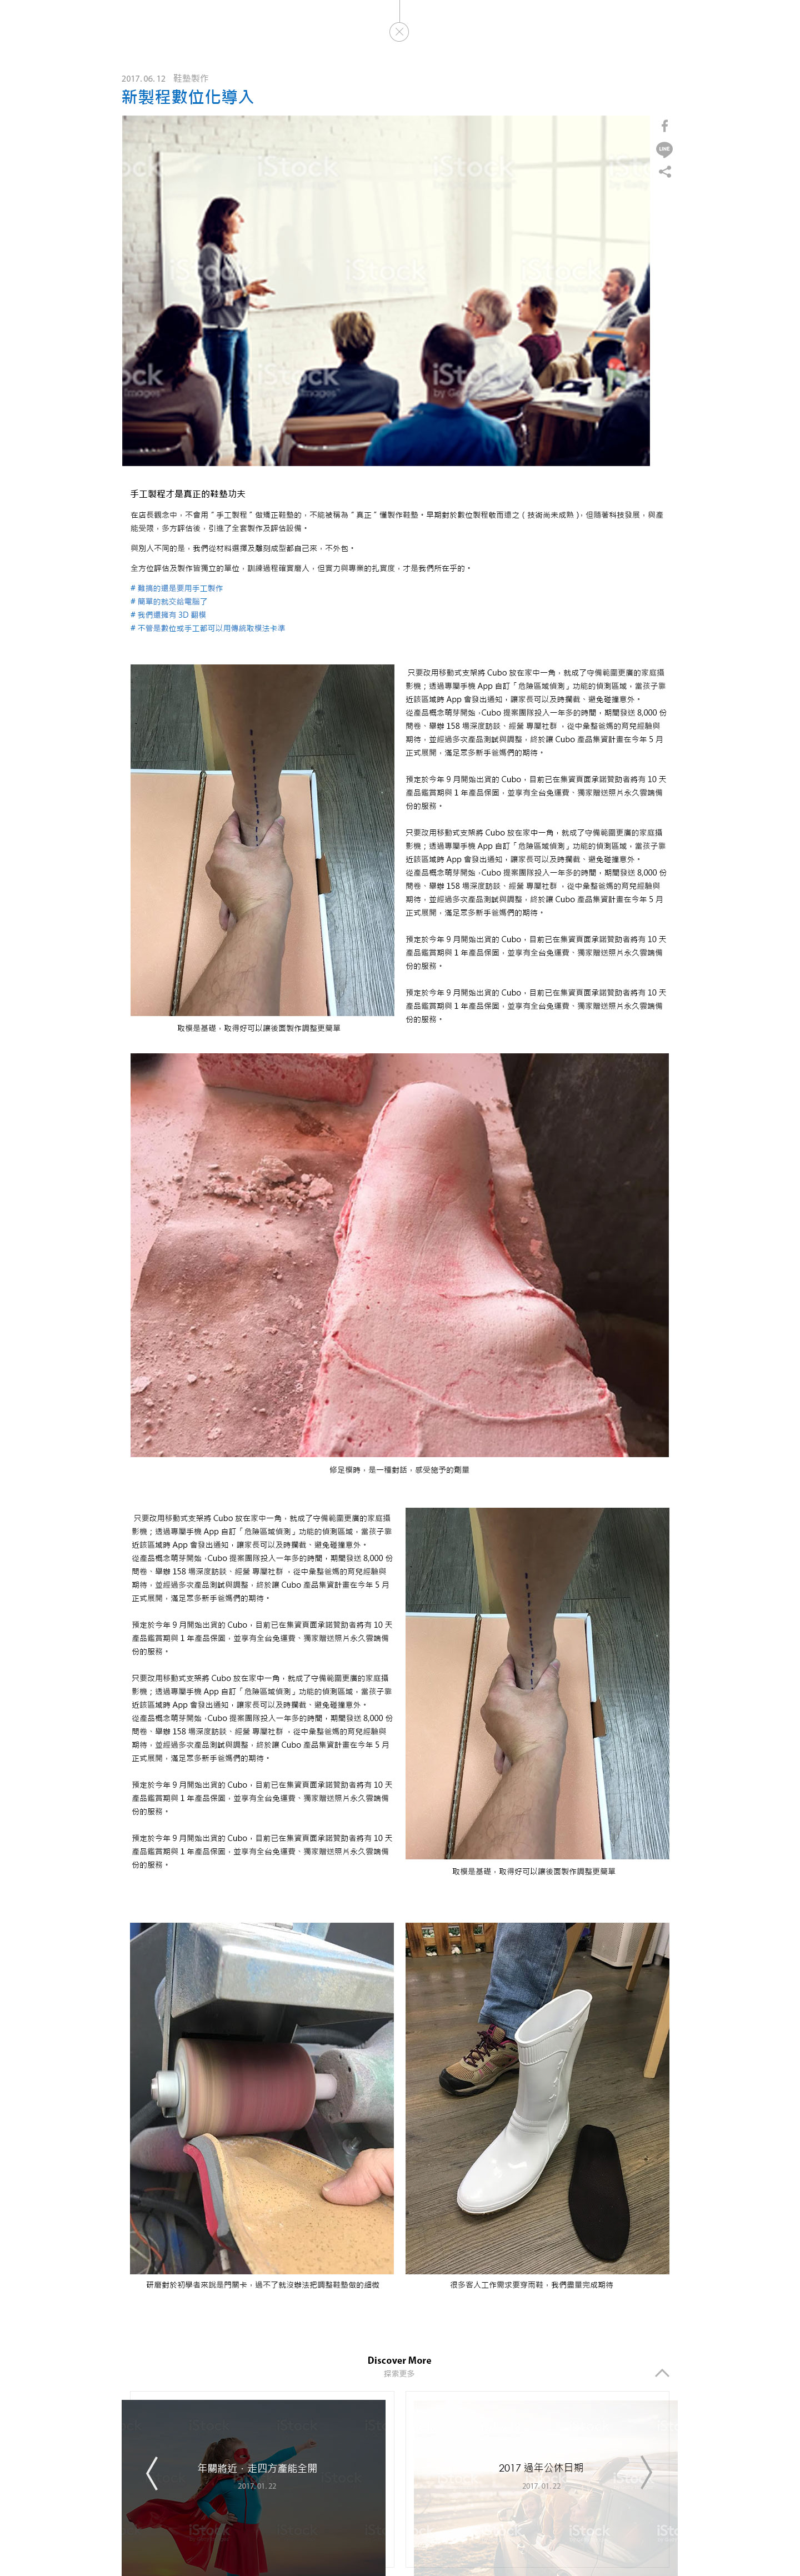 2017. 06. 12 鞋墊製作
新製程數位化導入
LINE
iStock
手工製程才是真正的鞋墊功夫
在店長觀念中，不會用＂手工製程＂做矯正鞋墊的，不能被稱為＂真正＂懂製作鞋墊。早期對於數位製程敬而遠之 ( 技術尚未成熟 )，但隨著科技發展，與產
能受限，多方評估後，引進了全套製作及評估設備。
與別人不同的是，我們從材料選擇及雕刻成型都自己來，不外包。
全方位評估及製作皆獨立的單位，訓練過程確實磨人，但實力與專業的扎實度，才是我們所在乎的。
# 難搞的還是要用手工製作
# 簡單的就交給電腦了
# 我們還擁有 3D 翻模
# 不管是數位或手工都可以用傳統取模法卡準
只要改用移動式支架將 Cubo 放在家中一角，就成了守備範圍更廣的家庭攝
影機；透過專屬手機 App 自訂「危險區域偵測」功能的偵測區域，當孩子靠
近該區域時 App 會發出通知，讓家長可以及時攔截、避免碰撞意外。
從產品概念萌芽開始，Cubo 提案團隊投入一年多的時間，期間發送 8,000 份
問卷、舉辦 158 場深度訪談、經營 專屬社群 ，從中彙整爸媽的育兒經驗與
期待，並經過多次產品測試與調整，終於讓 Cubo 產品集資計畫在今年 5 月
正式展開，滿足眾多新手爸媽們的期待。
預定於今年 9 月開始出貨的 Cubo，目前已在集資頁面承諾贊助者將有 10 天
產品鑑賞期與 1 年產品保固，並享有全台免運費、獨家贈送照片永久雲端備
份的服務。
只要改用移動式支架將 Cubo 放在家中一角，就成了守備範圍更廣的家庭攝
影機；透過專屬手機 App 自訂「危險區域偵測」功能的偵測區域，當孩子靠
近該區域時 App 會發出通知，讓家長可以及時攔截、避免碰撞意外。
從產品概念萌芽開始，Cubo 提案團隊投入一年多的時間，期間發送 8,000 份
問卷、舉辦 158 場深度訪談、經營 專屬社群 ，從中彙整爸媽的育兒經驗與
期待，並經過多次產品測試與調整，終於讓 Cubo 產品集資計畫在今年 5 月
正式展開，滿足眾多新手爸媽們的期待。
預定於今年 9 月開始出貨的 Cubo，目前已在集資頁面承諾贊助者將有 10 天
產品鑑賞期與 1 年產品保固，並享有全台免運費、獨家贈送照片永久雲端備
份的服務。
預定於今年 9 月開始出貨的 Cubo，目前已在集資頁面承諾贊助者將有 10 天
產品鑑賞期與 1 年產品保固，並享有全台免運費、獨家贈送照片永久雲端備
份的服務。
取模是基礎，取得好可以讓後面製作調整更簡單
修足模時，是一種對話，感受施予的劑量
只要改用移動式支架將 Cubo 放在家中一角，就成了守備範圍更廣的家庭攝
影機；透過專屬手機 App 自訂「危險區域偵測」功能的偵測區域，當孩子靠
近該區域時 App 會發出通知，讓家長可以及時攔截、避免碰撞意外。
從產品概念萌芽開始，Cubo 提案團隊投入一年多的時間，期間發送 8,000 份
問卷、舉辦 158 場深度訪談、經營 專屬社群 ，從中彙整爸媽的育兒經驗與
期待，並經過多次產品測試與調整，終於讓 Cubo 產品集資計畫在今年 5 月
正式展開，滿足眾多新手爸媽們的期待。
預定於今年 9 月開始出貨的 Cubo，目前已在集資頁面承諾贊助者將有 10 天
產品鑑賞期與 1 年產品保固，並享有全台免運費、獨家贈送照片永久雲端備
份的服務。
只要改用移動式支架將 Cubo 放在家中一角，就成了守備範圍更廣的家庭攝
影機；透過專屬手機 App 自訂「危險區域偵測」功能的偵測區域，當孩子靠
近該區域時 App 會發出通知，讓家長可以及時攔截、避免碰撞意外。
從產品概念萌芽開始，Cubo 提案團隊投入一年多的時間，期間發送 8,000 份
問卷、舉辦 158 場深度訪談、經營 專屬社群 ，從中彙整爸媽的育兒經驗與
期待，並經過多次產品測試與調整，終於讓 Cubo 產品集資計畫在今年 5 月
正式展開，滿足眾多新手爸媽們的期待。
預定於今年 9 月開始出貨的 Cubo，目前已在集資頁面承諾贊助者將有 10 天
產品鑑賞期與 1 年產品保固，並享有全台免運費、獨家贈送照片永久雲端備
份的服務。
預定於今年 9 月開始出貨的 Cubo，目前已在集資頁面承諾贊助者將有 10 天
產品鑑賞期與 1 年產品保固，並享有全台免運費、獨家贈送照片永久雲端備
份的服務。
取模是基礎，取得好可以讓後面製作調整更簡單
研磨對於初學者來說是門關卡，過不了就沒辦法把調整鞋墊做的細微
很多客人工作需求要穿雨鞋，我們盡量完成期待
Discover More
探索更多
年關將近，走四方產能全開
2017. 01. 22
2017 過年公休日期
2017. 01. 22